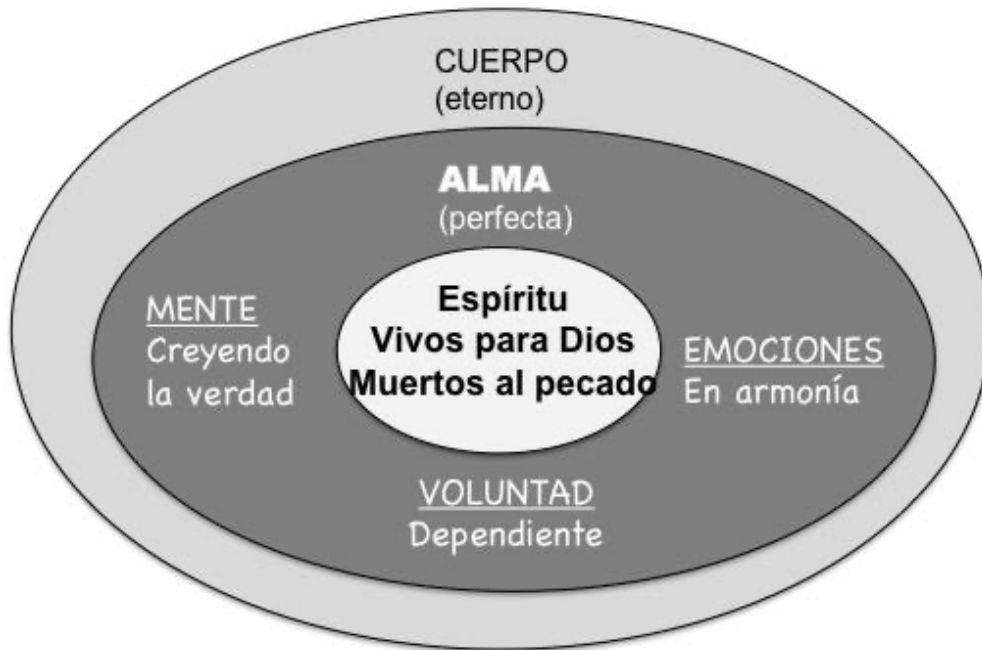 CUERPO
(eterno)
ALMA
(perfecta)
Espíritu
Vivos para Dios
Muertos al pecado
MENTE
Creyendo
la verdad
EMOCIONES
En armonía
VOLUNTAD
Dependiente